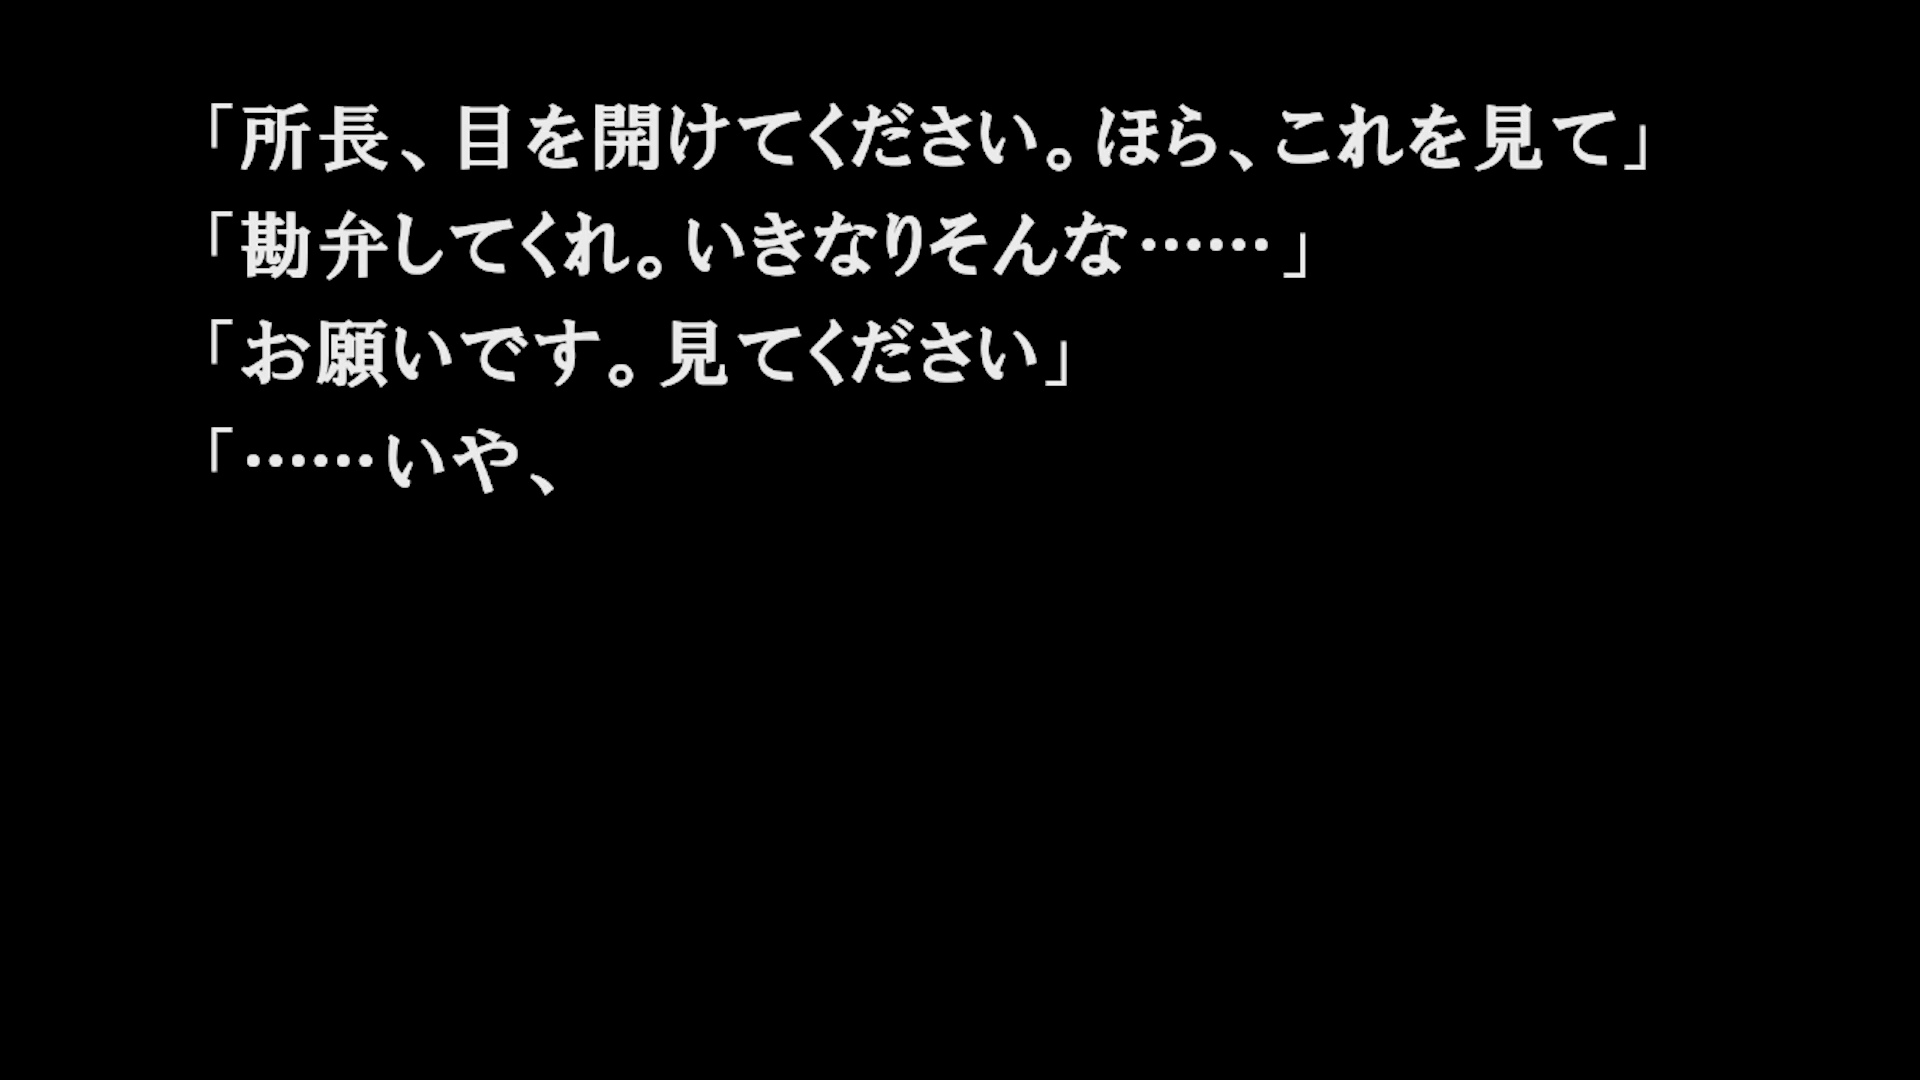 「所長、目を開けてください。ほら、これを見て」
「勘弁してくれ。いきなりそんな……」
「お願いです。見てください」
「……いや、